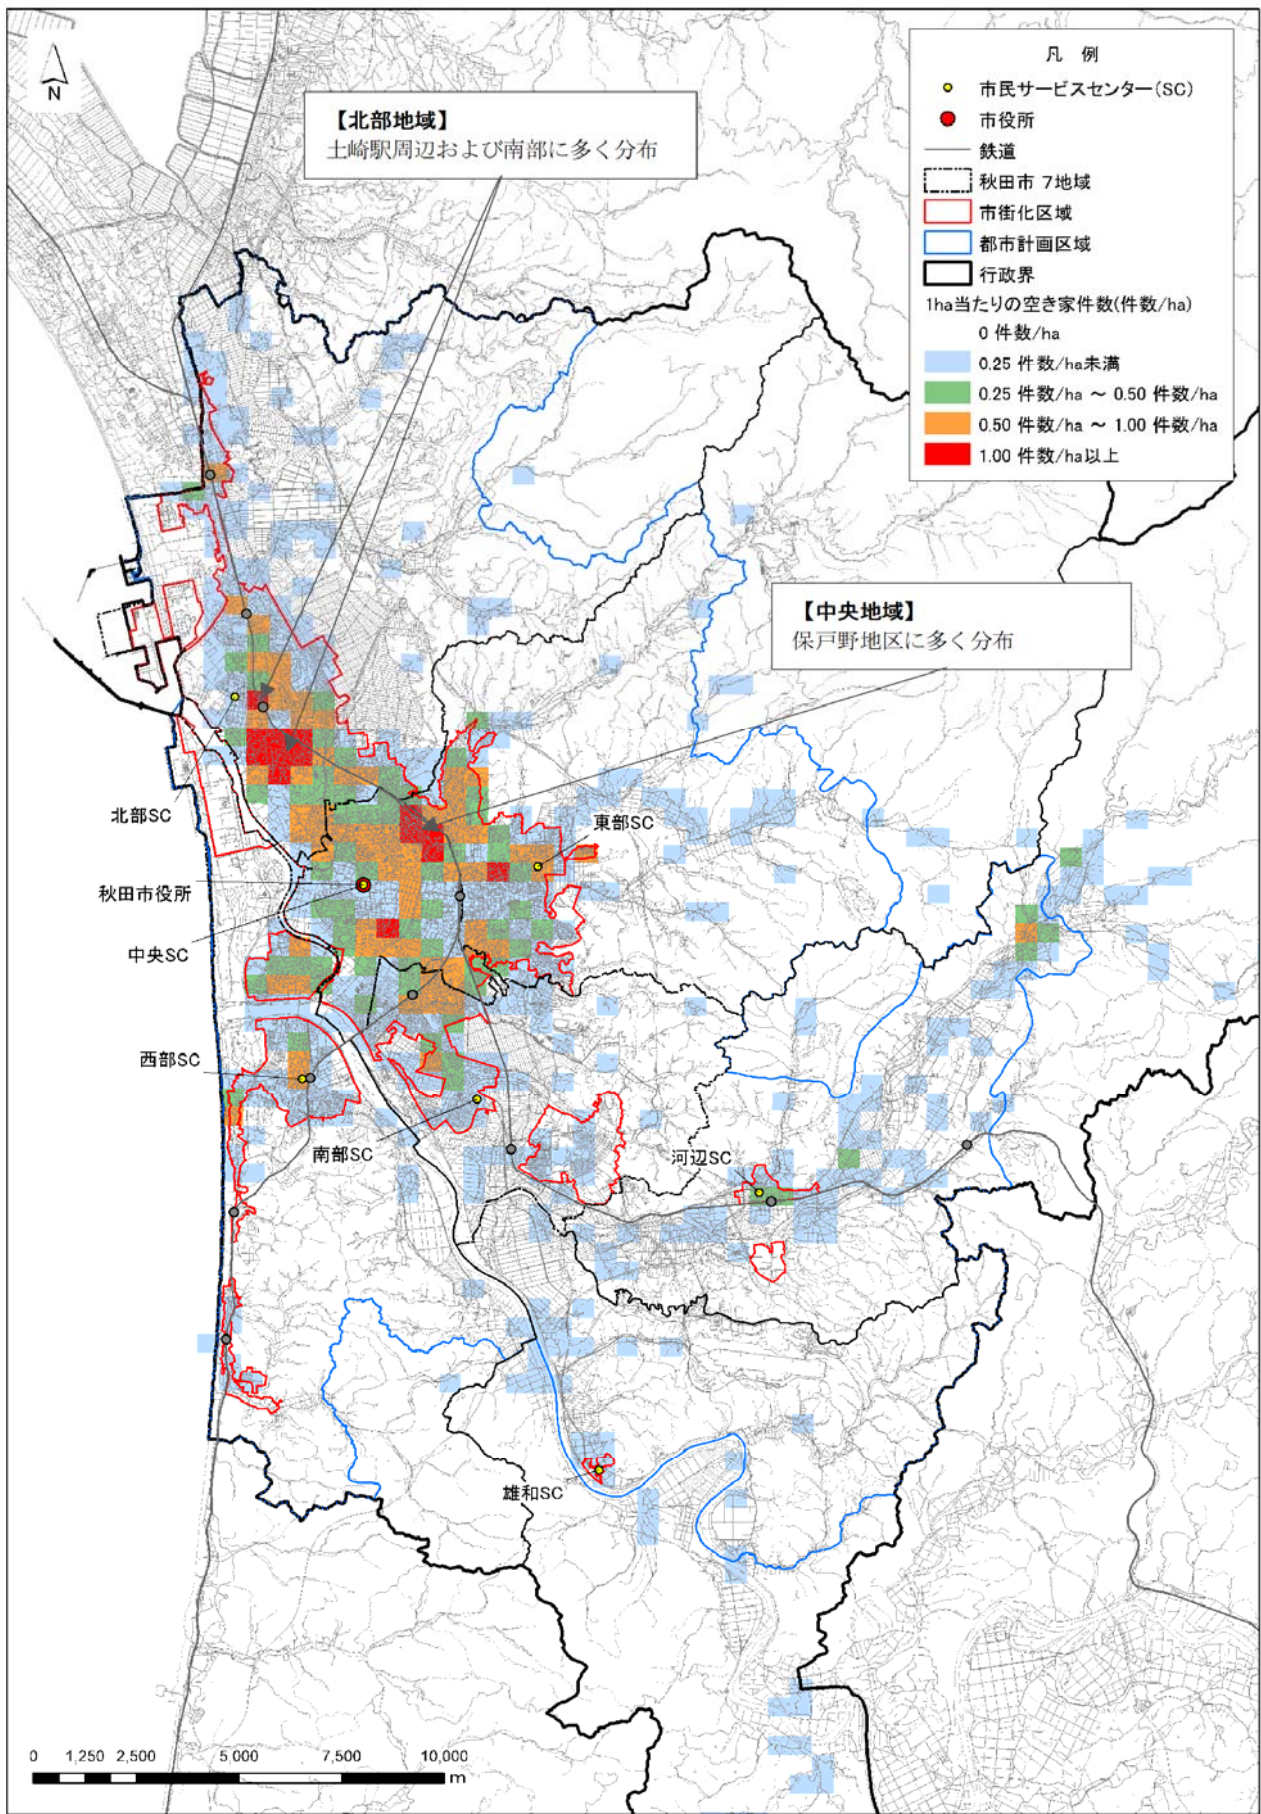 N
【北部地域】
土崎駅周辺および南部に多く分布
凡 例
市民サービスセンター(SC)
市役所
鉄道
秋田市 7地域
市街化区域
都市計画区域
行政界
1ha当たりの空き家件数(件数/ha)
0 件数/ha
0.25 件数/ha未満
0.25 件数/ha ～ 0.50 件数/ha
0.50 件数/ha ～ 1.00 件数/ha
1.00 件数/ha以上
【中央地域】
保戸野地区に多く分布
北部SC
東部SC
秋田市役所
中央SC
西部SC
南部SC
河辺SC
雄和SC
0 1,250 2,500 5,000 7,500 10,000
m